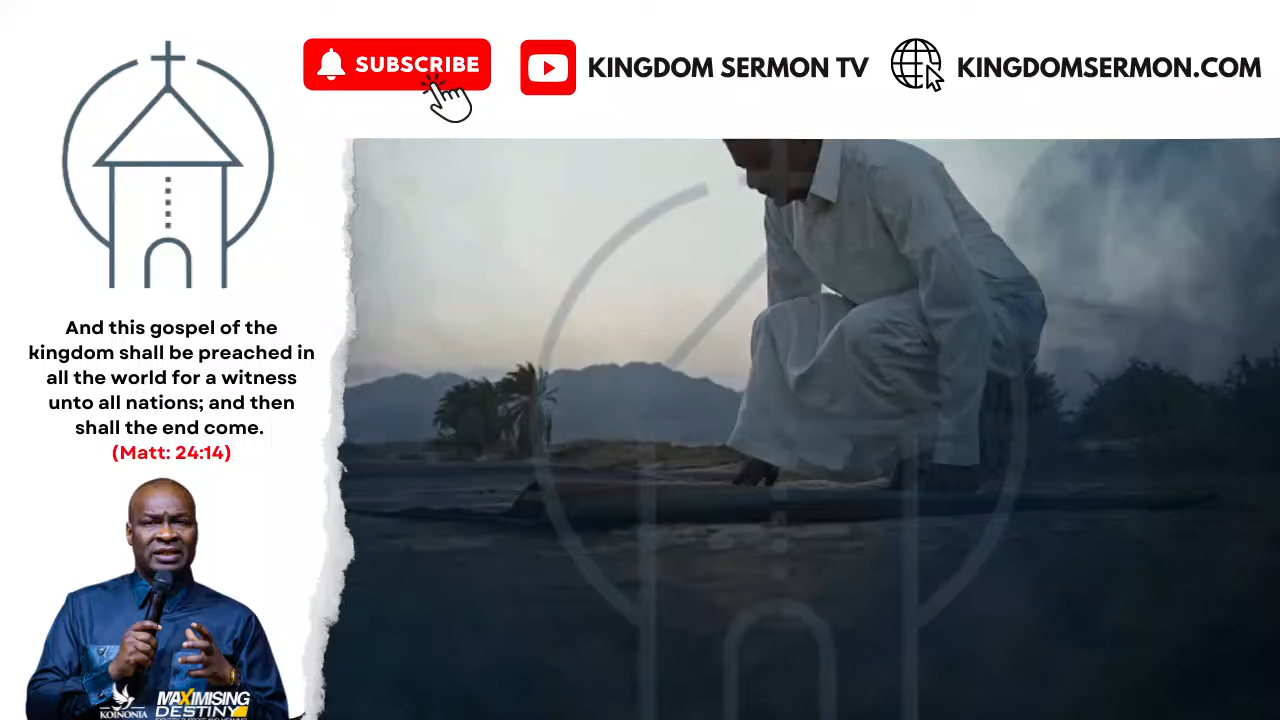 SUBSCRIBE
KINGDOM SERMON TV
KINGDOMSERMON.COM
And this gospel of the
kingdom shall be preached in
all the world for a witness
unto all nations; and then
shall the end come.
(Matt: 24:14)
KOINONIA
MAXIMISING
DESTINY